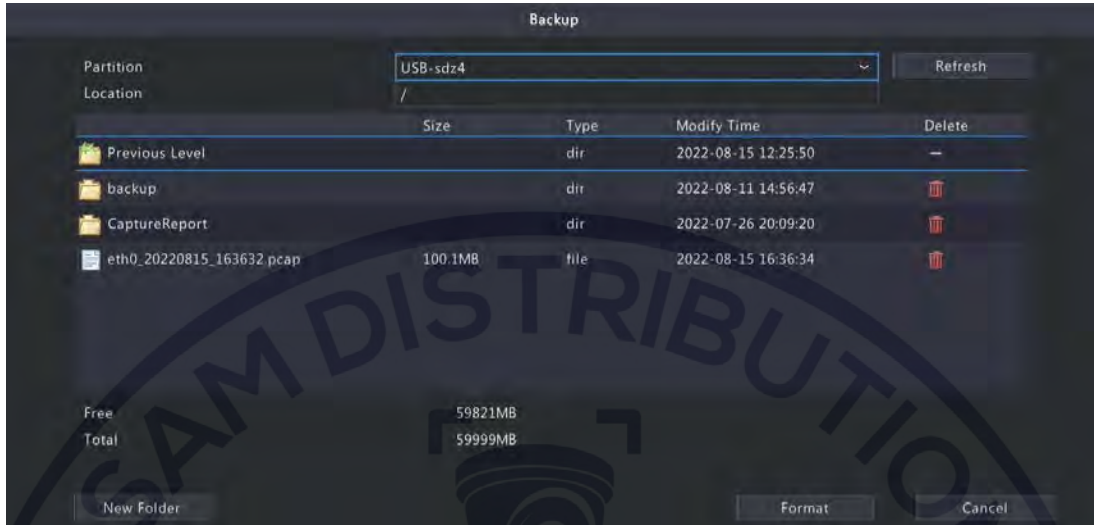 Backup
Partition USB-sdz4 Refresh
Location /
Size Type Modify Time Delete
Previous Level dir 2022-08-15 12:25:50 —
backup dir 2022-08-11 14:56:47
CaptureReport dir 2022-07-26 20:09:20
eth0_20220815_163632.pcap 100.1MB file 2022-08-15 16:36:34
SAM DISTRIBUTION
Free 59821MB
Total 59999MB
New Folder Format Cancel